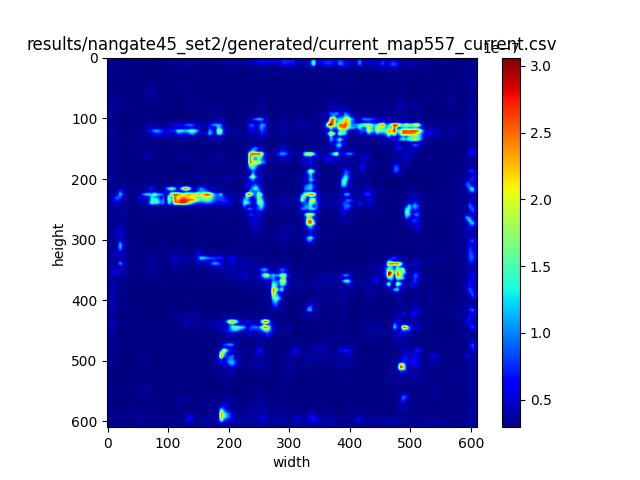 results/nangate45_set2/generated/current_map557_current.csv
1e−7
0
100
200
300
400
500
600
height
0 100 200 300 400 500 600
width
3.0
2.5
2.0
1.5
1.0
0.5